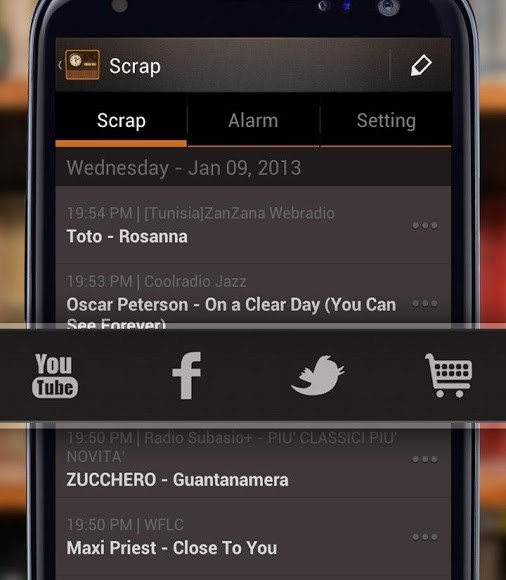 Scrap
Scrap
Alarm
Setting
Wednesday - Jan 09, 2013
19:54 PM | [Tunisia]ZanZana Webradio
Toto - Rosanna
19:53 PM | Coolradio Jazz
Oscar Peterson - On a Clear Day (You Can
See Forever)
You
Tube
19:50 PM | Radio Subasio+ - PIU' CLASSICI PIU'
NOVITA'
ZUCCHERO - Guantanamera
19:50 PM | WFLC
Maxi Priest - Close To You